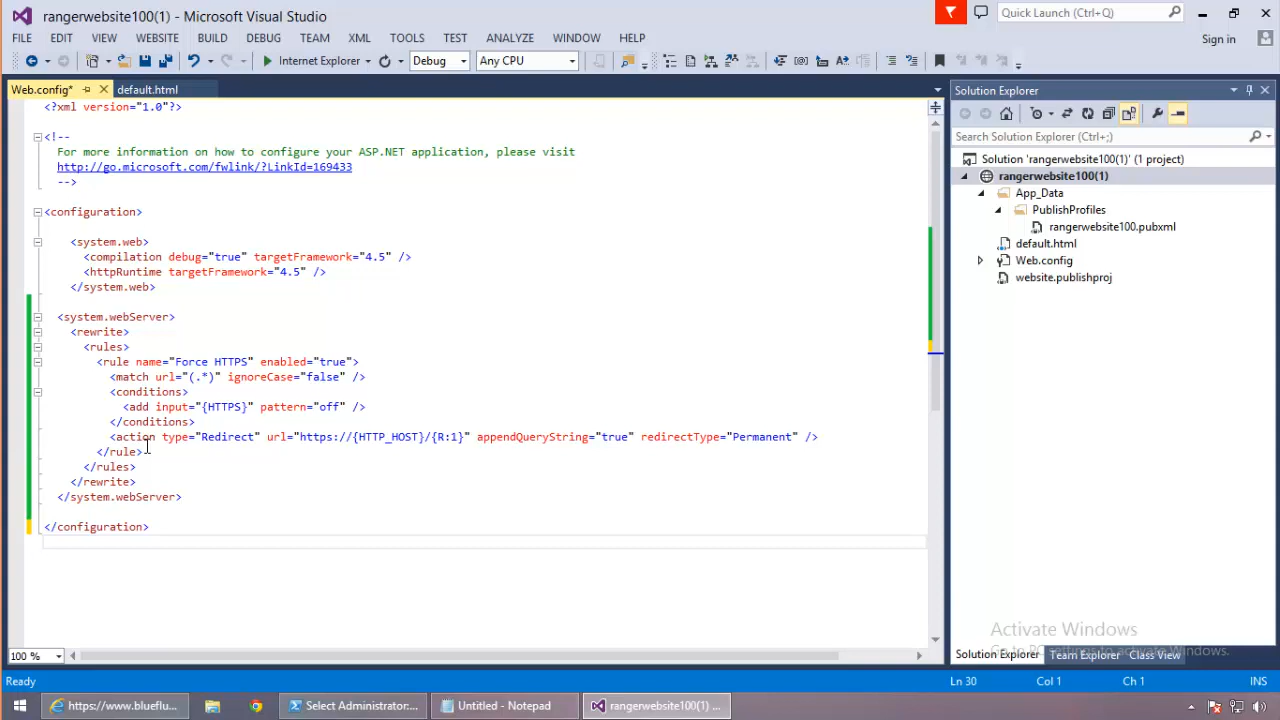 rangerwebsite100(1) - Microsoft Visual Studio
Quick Launch (Ctrl+Q)
FILE EDIT VIEW WEBSITE BUILD DEBUG TEAM XML TOOLS TEST ANALYZE WINDOW HELP
Sign in
Internet Explorer Debug Any CPU
Web.config* default.html
<?xml version="1.0"?>
<!--
For more information on how to configure your ASP.NET application, please visit
http://go.microsoft.com/fwlink/?LinkId=169433
-->
<configuration>
<system.web>
<compilation debug="true" targetFramework="4.5" />
<httpRuntime targetFramework="4.5" />
</system.web>
<system.webServer>
<rewrite>
<rules>
<rule name="Force HTTPS" enabled="true">
<match url="(.*)" ignoreCase="false" />
<conditions>
<add input="{HTTPS}" pattern="off" />
</conditions>
<action type="Redirect" url="https://{HTTP_HOST}/{R:1}" appendQueryString="true" redirectType="Permanent" />
</rule>
</rules>
</rewrite>
</system.webServer>
</configuration>
100 %
Solution Explorer
Search Solution Explorer (Ctrl+;)
Solution 'rangerwebsite100(1)' (1 project)
rangerwebsite100(1)
App_Data
PublishProfiles
rangerwebsite100.pubxml
default.html
Web.config
website.publishproj
Activate Windows
Go to PC settings to activate Windows.
Solution Explorer Team Explorer Class View
Ready Ln 30 Col 1 Ch 1 INS
https://www.blueflu... Select Administrator:... Untitled - Notepad rangerwebsite100(1) ...